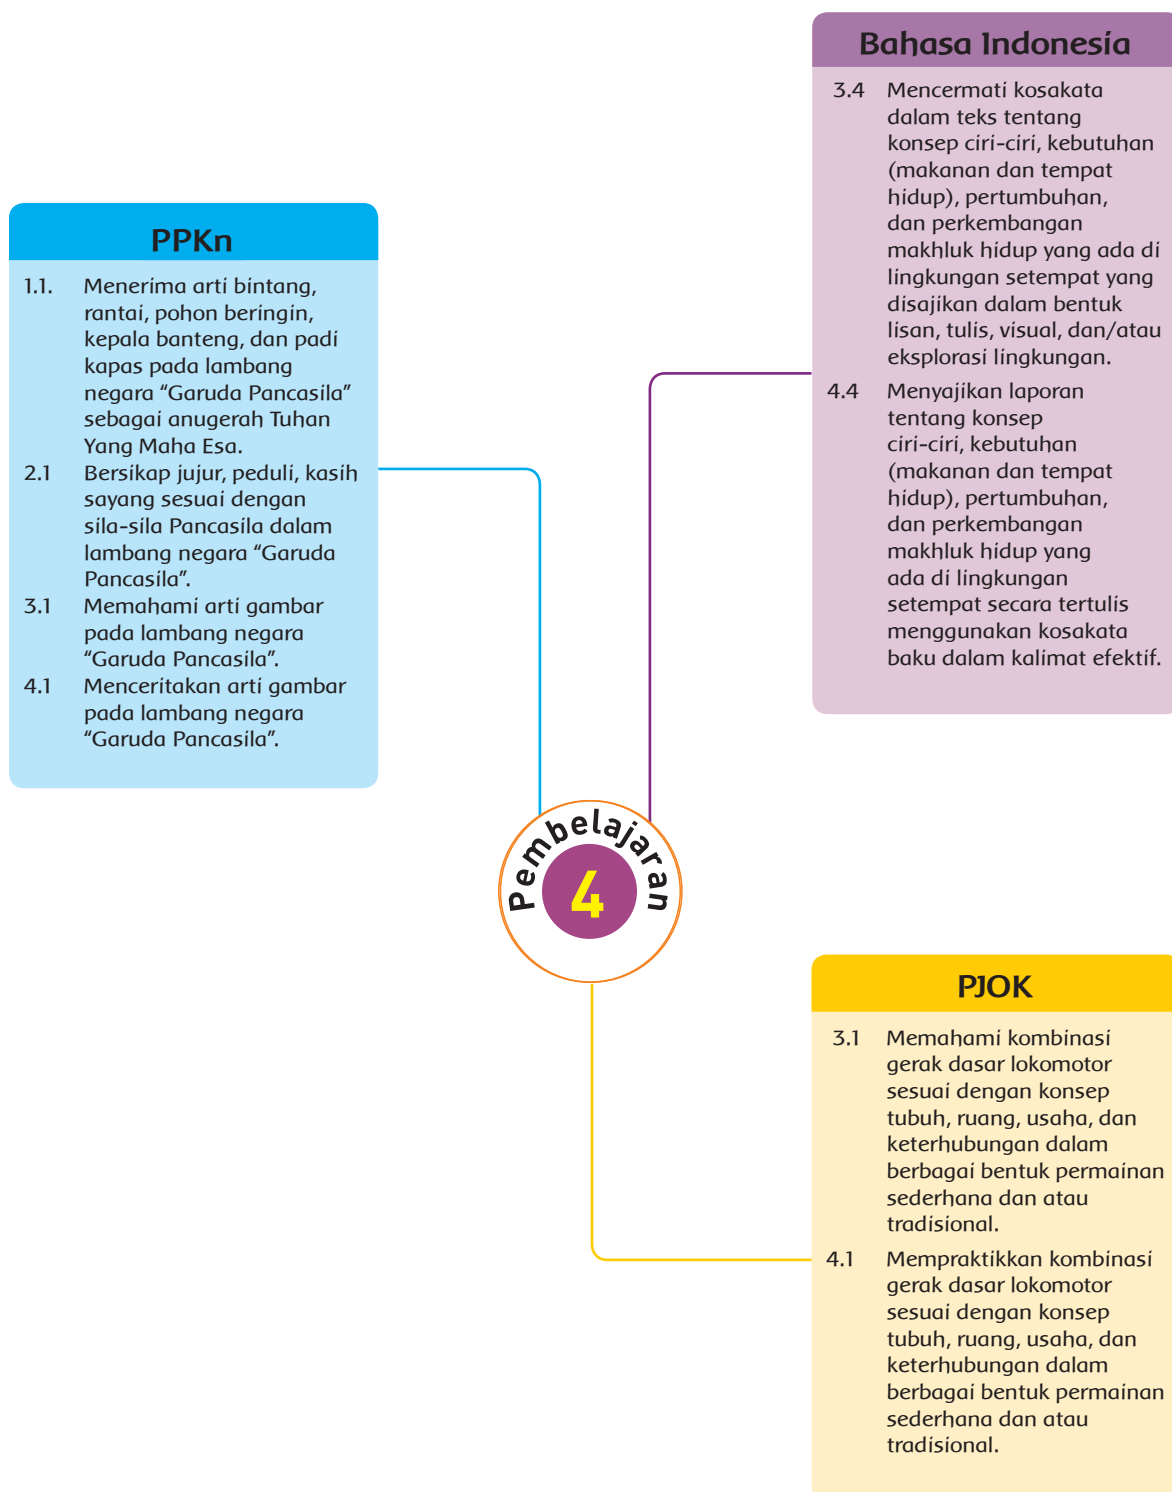 Bahasa Indonesia
3.4 Mencermati kosakata
dalam teks tentang
konsep ciri-ciri, kebutuhan
(makanan dan tempat
hidup), pertumbuhan,
dan perkembangan
makhluk hidup yang ada di
lingkungan setempat yang
disajikan dalam bentuk
lisan, tulis, visual, dan/atau
eksplorasi lingkungan.
4.4 Menyajikan laporan
tentang konsep
ciri-ciri, kebutuhan
(makanan dan tempat
hidup), pertumbuhan,
dan perkembangan
makhluk hidup yang
ada di lingkungan
setempat secara tertulis
menggunakan kosakata
baku dalam kalimat efektif.
PPKn
1.1. Menerima arti bintang,
rantai, pohon beringin,
kepala banteng, dan padi
kapas pada lambang
negara “Garuda Pancasila”
sebagai anugerah Tuhan
Yang Maha Esa.
2.1 Bersikap jujur, peduli, kasih
sayang sesuai dengan
sila-sila Pancasila dalam
lambang negara “Garuda
Pancasila”.
3.1 Memahami arti gambar
pada lambang negara
“Garuda Pancasila”.
4.1 Menceritakan arti gambar
pada lambang negara
“Garuda Pancasila”.
Pembelajaran
4
PJOK
3.1 Memahami kombinasi
gerak dasar lokomotor
sesuai dengan konsep
tubuh, ruang, usaha, dan
keterhubungan dalam
berbagai bentuk permainan
sederhana dan atau
tradisional.
4.1 Mempraktikkan kombinasi
gerak dasar lokomotor
sesuai dengan konsep
tubuh, ruang, usaha, dan
keterhubungan dalam
berbagai bentuk permainan
sederhana dan atau
tradisional.